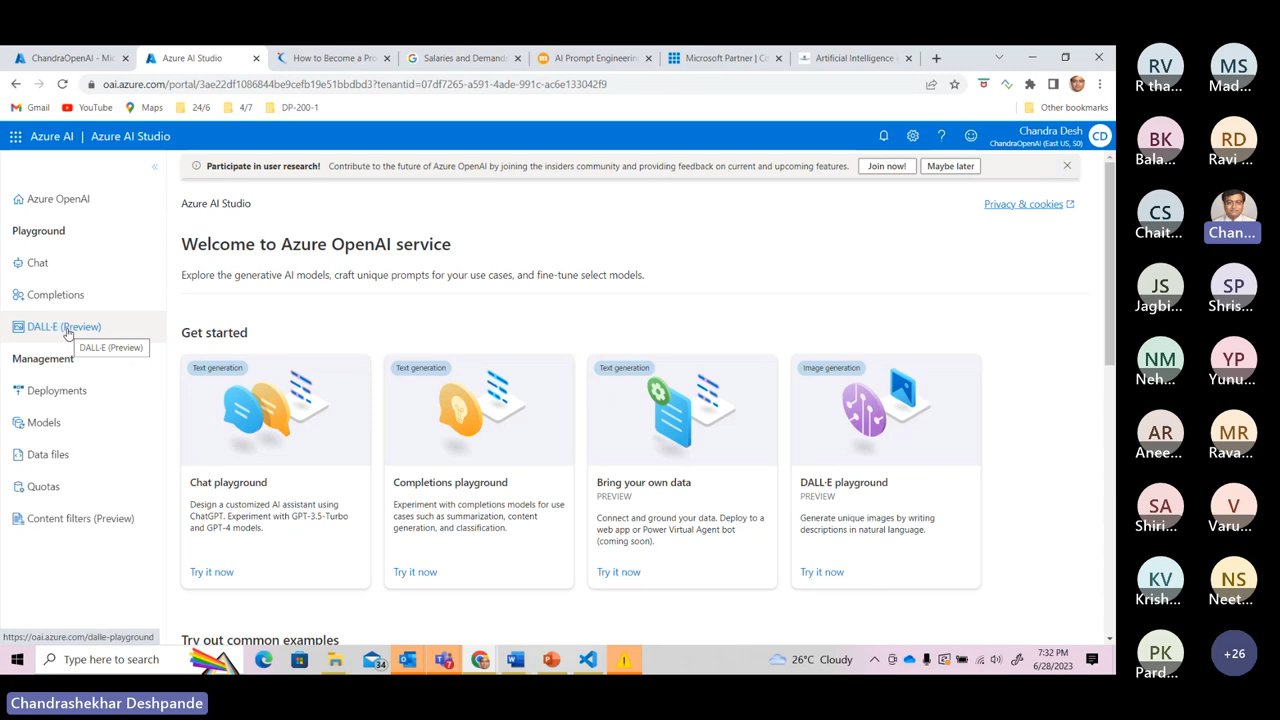 ChandraOpenAI - Mic
Azure AI Studio
How to Become a Pro
Salaries and Demand
AI Prompt Engineerin
Microsoft Partner | Co
Artificial Intelligence
oai.azure.com/portal/3ae22df1086844be9cefb19e51bbdbd3?tenantid=07df7265-a591-4ade-991c-ac6e133042f9
Gmail
YouTube
Maps
24/6
4/7
DP-200-1
Other bookmarks
Azure AI | Azure AI Studio
Chandra Desh
ChandraOpenAI (East US, S0)
CD
Participate in user research! Contribute to the future of Azure OpenAI by joining the insiders community and providing feedback on current and upcoming features.
Join now!
Maybe later
Azure OpenAI
Playground
Chat
Completions
DALL·E (Preview)
DALL·E (Preview)
Management
Deployments
Models
Data files
Quotas
Content filters (Preview)
https://oai.azure.com/dalle-playground
Azure AI Studio
Privacy & cookies
Welcome to Azure OpenAI service
Explore the generative AI models, craft unique prompts for your use cases, and fine-tune select models.
Get started
Text generation
Chat playground
Design a customized AI assistant using
ChatGPT. Experiment with GPT-3.5-Turbo
and GPT-4 models.
Try it now
Text generation
Completions playground
Experiment with completions models for use
cases such as summarization, content
generation, and classification.
Try it now
Text generation
Bring your own data
PREVIEW
Connect and ground your data. Deploy to a
web app or Power Virtual Agent bot
(coming soon).
Try it now
Image generation
DALL·E playground
PREVIEW
Generate unique images by writing
descriptions in natural language.
Try it now
Try out common examples
Type here to search
34
7
26°C Cloudy
7:32 PM
6/28/2023
RV
R tha...
MS
Mad...
BK
Bala...
RD
Ravi ...
CS
Chait...
Chan...
JS
Jagbi...
SP
Shris...
NM
Neh...
YP
Yunu...
AR
Anee...
MR
Rava...
SA
Shiri...
V
Varu...
KV
Krish...
NS
Neet...
PK
Pard...
+26
Chandrashekhar Deshpande